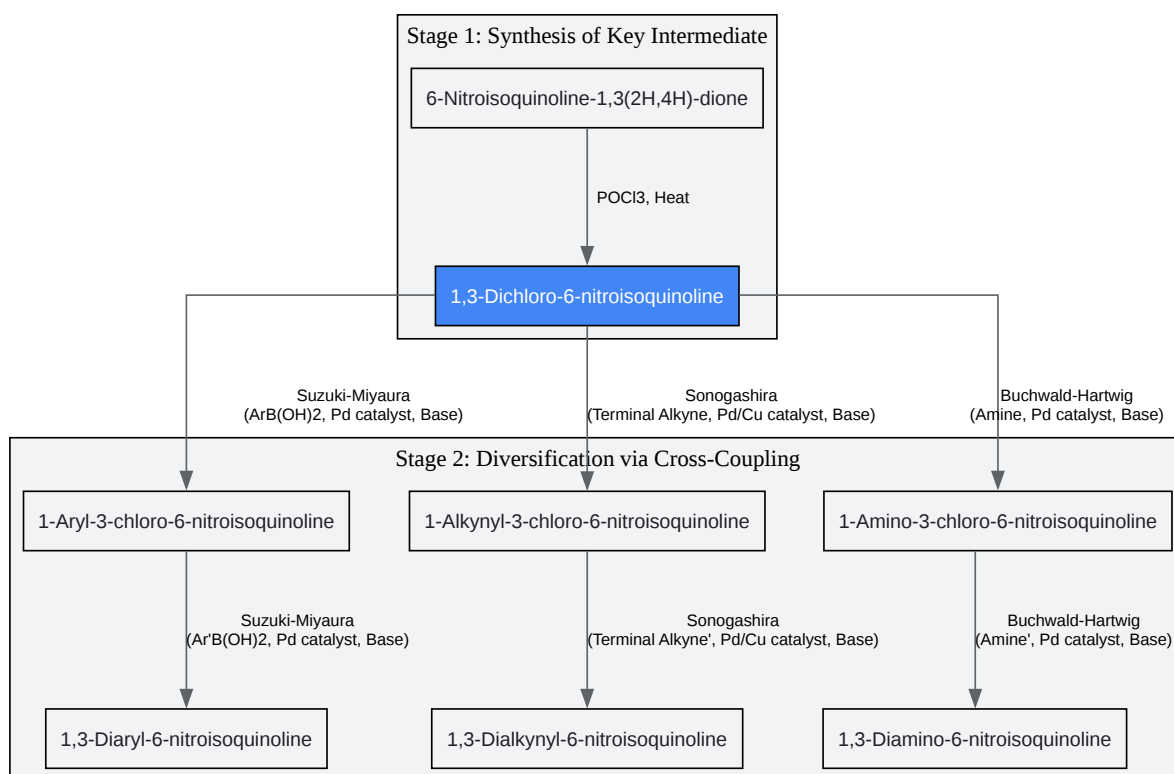 Stage 1: Synthesis of Key Intermediate
6-Nitroisoquinoline-1,3(2H,4H)-dione
POCl3, Heat
1,3-Dichloro-6-nitroisoquinoline
Suzuki-Miyaura
(ArB(OH)2, Pd catalyst, Base)
Sonogashira
(Terminal Alkyne, Pd/Cu catalyst, Base)
Buchwald-Hartwig
(Amine, Pd catalyst, Base)
Stage 2: Diversification via Cross-Coupling
1-Aryl-3-chloro-6-nitroisoquinoline
1-Alkynyl-3-chloro-6-nitroisoquinoline
1-Amino-3-chloro-6-nitroisoquinoline
Suzuki-Miyaura
(Ar'B(OH)2, Pd catalyst, Base)
Sonogashira
(Terminal Alkyne', Pd/Cu catalyst, Base)
Buchwald-Hartwig
(Amine', Pd catalyst, Base)
1,3-Diaryl-6-nitroisoquinoline
1,3-Dialkynyl-6-nitroisoquinoline
1,3-Diamino-6-nitroisoquinoline